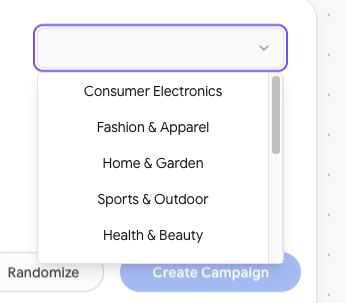 Consumer Electronics
Fashion & Apparel
Home & Garden
Sports & Outdoor
Health & Beauty
Randomize
Create Campaign